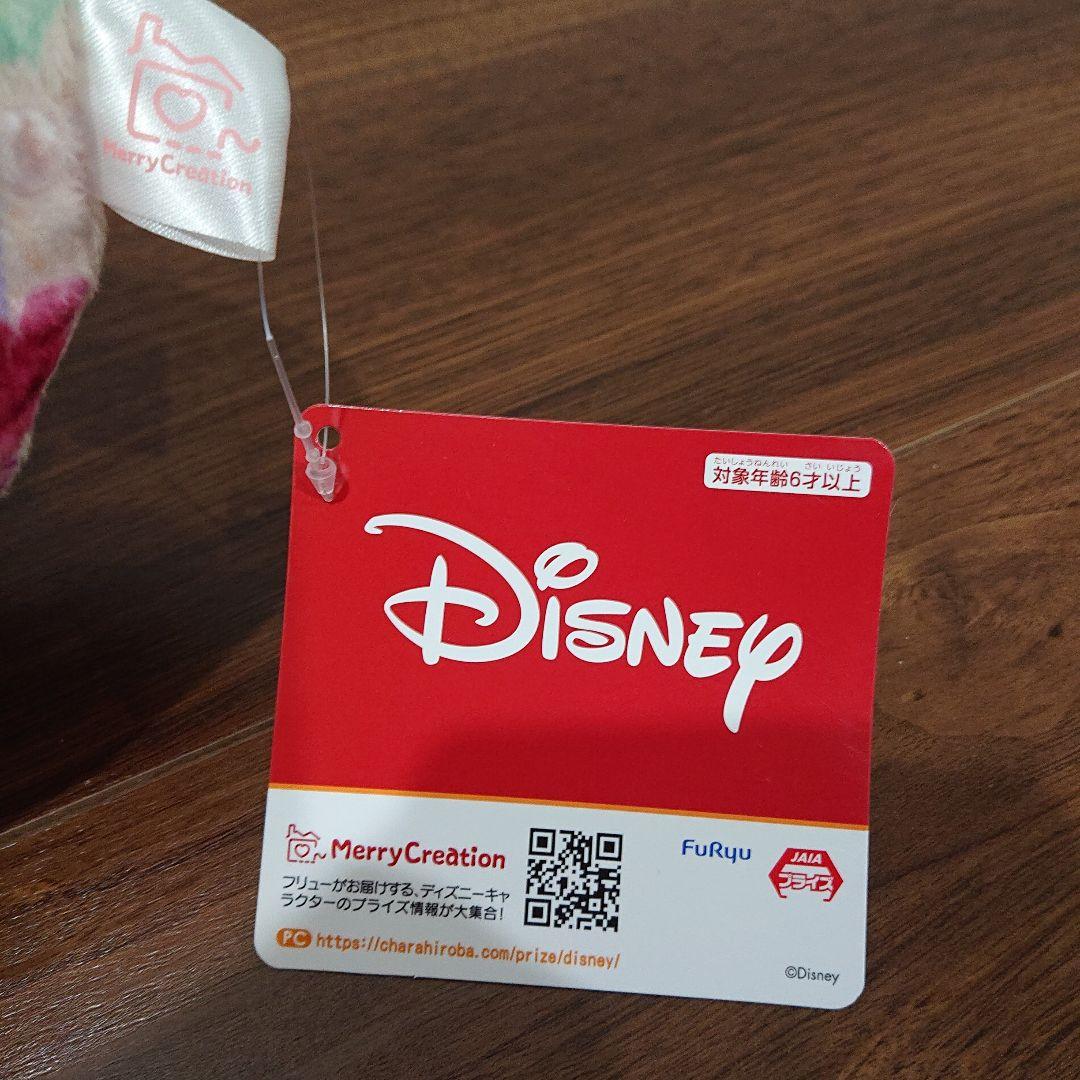 MerryCreation
たいしょうねんれい さい いじょう
対象年齢6才以上
Disney
MerryCreation
フリューがお届けする、ディズニーキャ
ラクターのプライズ情報が大集合!
PC https://charahiroba.com/prize/disney/
FuRyu
JAIA
プライズ
©Disney